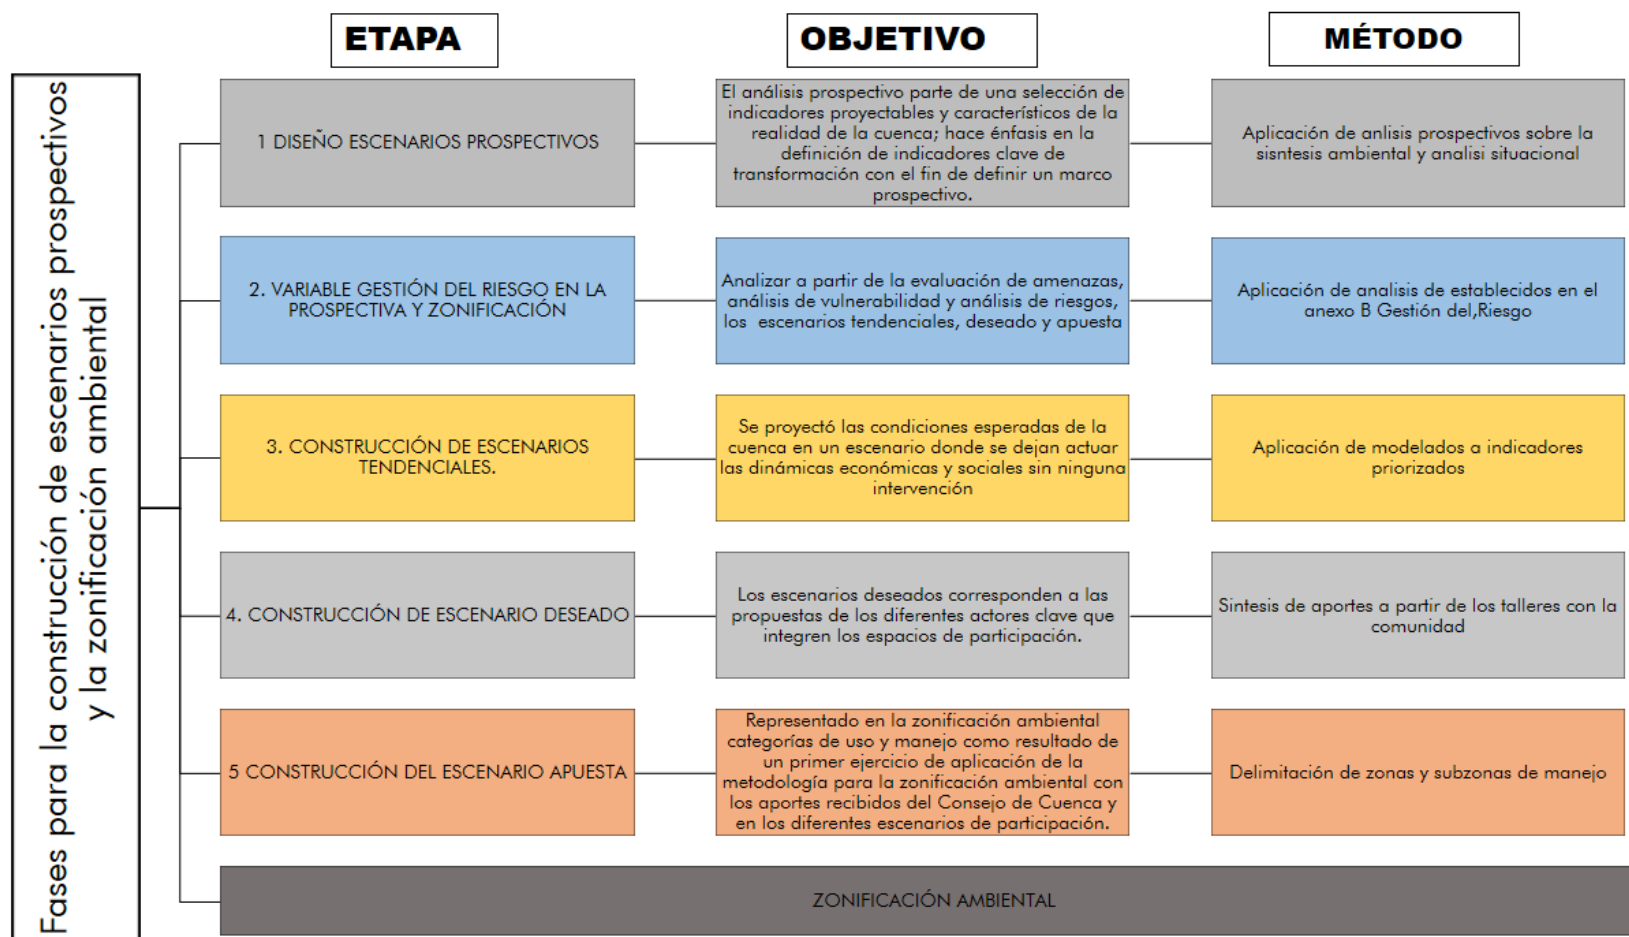 ETAPA
OBJETIVO
MÉTODO
Fases para la construcción de escenarios prospectivos
y la zonificación ambiental
1 DISEÑO ESCENARIOS PROSPECTIVOS
El análisis prospectivo parte de una selección de
indicadores proyectables y característicos de la
realidad de la cuenca; hace énfasis en la
definición de indicadores clave de
transformación con el fin de definir un marco
prospectivo.
Aplicación de anlisis prospectivos sobre la
sisntesis ambiental y analisi situacional
2. VARIABLE GESTIÓN DEL RIESGO EN LA
PROSPECTIVA Y ZONIFICACIÓN
Analizar a partir de la evaluación de amenazas,
análisis de vulnerabilidad y análisis de riesgos,
los escenarios tendenciales, deseado y apuesta
Aplicación de analisis de establecidos en el
anexo B Gestión del,Riesgo
3. CONSTRUCCIÓN DE ESCENARIOS
TENDENCIALES.
Se proyectó las condiciones esperadas de la
cuenca en un escenario donde se dejan actuar
las dinámicas económicas y sociales sin ninguna
intervención
Aplicación de modelados a indicadores
priorizados
4. CONSTRUCCIÓN DE ESCENARIO DESEADO
Los escenarios deseados corresponden a las
propuestas de los diferentes actores clave que
integren los espacios de participación.
Sintesis de aportes a partir de los talleres con la
comunidad
5 CONSTRUCCIÓN DEL ESCENARIO APUESTA
Representado en la zonificación ambiental
categorías de uso y manejo como resultado de
un primer ejercicio de aplicación de la
metodología para la zonificación ambiental con
los aportes recibidos del Consejo de Cuenca y
en los diferentes escenarios de participación.
Delimitación de zonas y subzonas de manejo
ZONIFICACIÓN AMBIENTAL